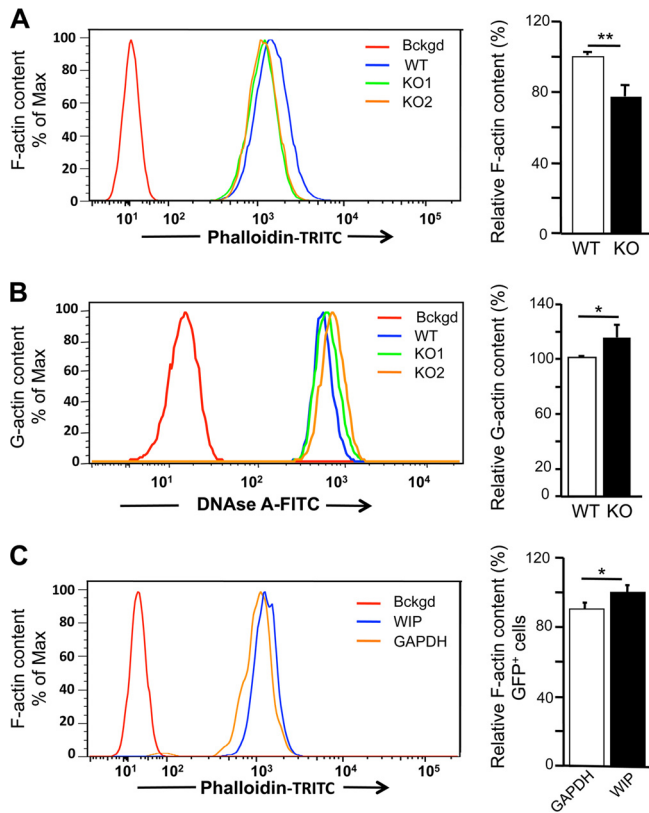 A
F-actin content
% of Max
100
80
60
40
20
0
Bckgd
WT
KO1
KO2
10¹ 10² 10³ 10⁴ 10⁵
Phalloidin-TRITC
Relative F-actin content (%)
120
80
40
0
**
WT KO
B
G-actin content
% of Max
100
80
60
40
20
0
Bckgd
WT
KO1
KO2
10¹ 10² 10³ 10⁴
DNAse A-FITC
Relative G-actin content (%)
140
100
60
20
0
*
WT KO
C
F-actin content
% of Max
100
80
60
40
20
0
Bckgd
WIP
GAPDH
10¹ 10² 10³ 10⁴ 10⁵
Phalloidin-TRITC
Relative F-actin content (%)
GFP⁺ cells
120
80
40
0
*
GAPDH WIP